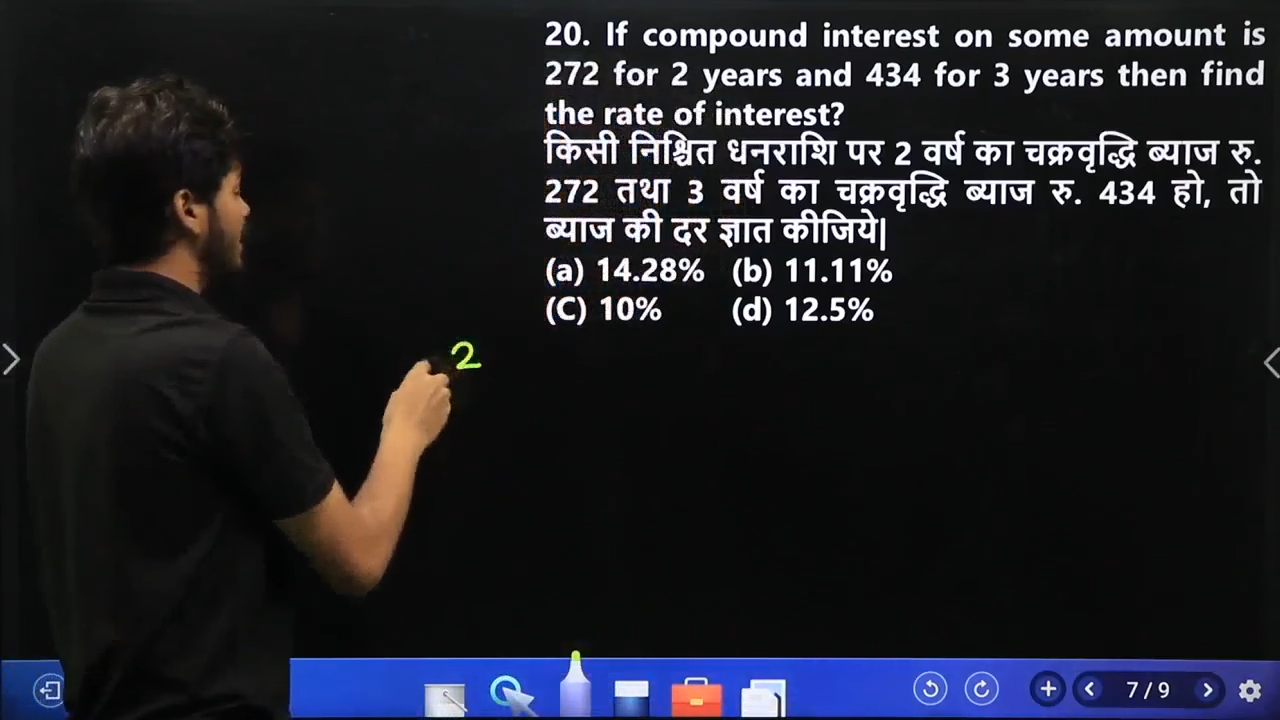 20. If compound interest on some amount is
272 for 2 years and 434 for 3 years then find
the rate of interest?
किसी निश्चित धनराशि पर 2 वर्ष का चक्रवृद्धि ब्याज रु.
272 तथा 3 वर्ष का चक्रवृद्धि ब्याज रु. 434 हो, तो
ब्याज की दर ज्ञात कीजिये|
(a) 14.28% (b) 11.11%
(C) 10% (d) 12.5%
2
7 / 9